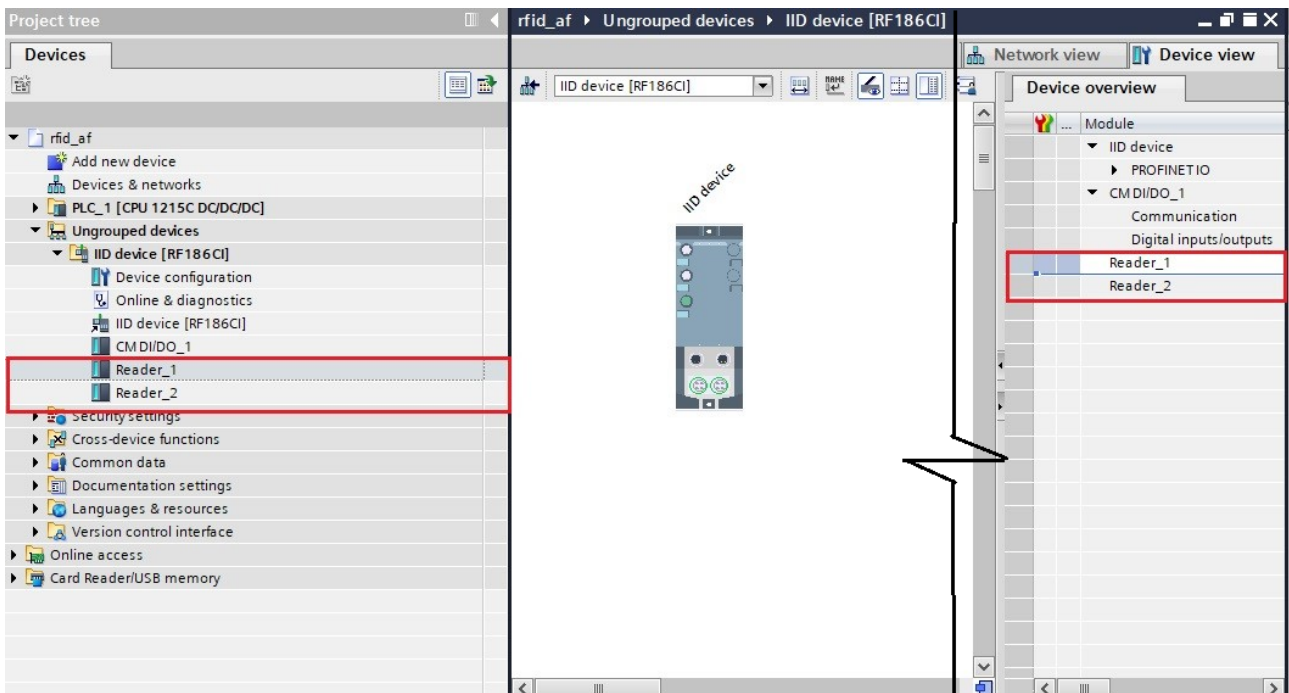 Project tree
Devices
rfid_af
Add new device
Devices & networks
PLC_1 [CPU 1215C DC/DC/DC]
Ungrouped devices
IID device [RF186CI]
Device configuration
Online & diagnostics
IID device [RF186CI]
CM DI/DO_1
Reader_1
Reader_2
Security settings
Cross-device functions
Common data
Documentation settings
Languages & resources
Version control interface
Online access
Card Reader/USB memory
rfid_af Ungrouped devices IID device [RF186CI]
Network view Device view
IID device [RF186CI]
NAME
IID device
Device overview
... Module
IID device
PROFINET IO
CM DI/DO_1
Communication
Digital inputs/outputs
Reader_1
Reader_2